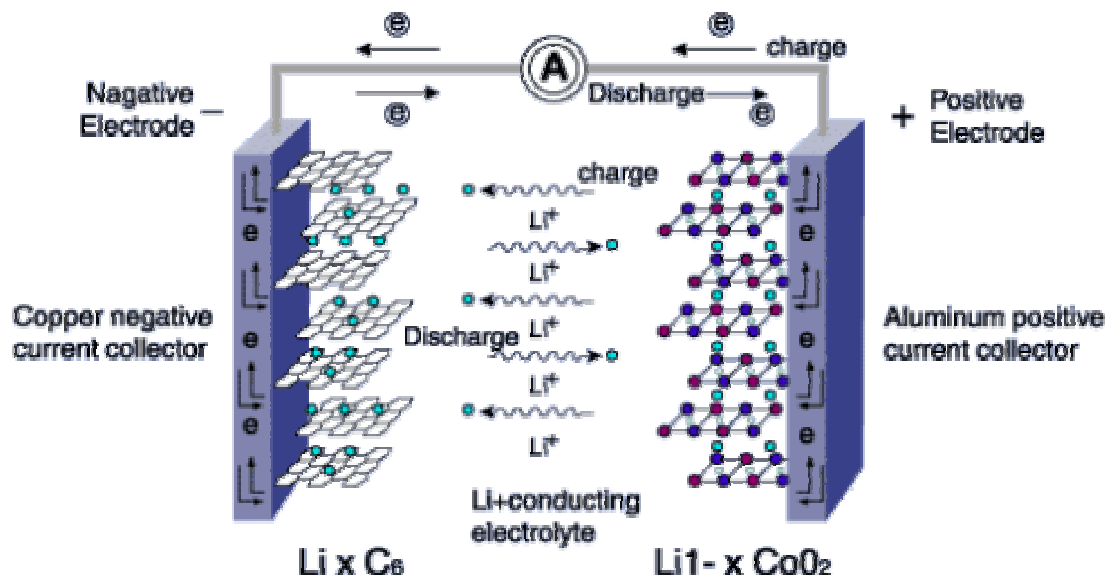 e
e
A
charge
Discharge
e
e
Nagative
Electrode
−
+
Positive
Electrode
charge
Li⁺
Li⁺
Li⁺
Discharge
Li⁺
Li⁺
e
e
e
e
e
e
Copper negative
current collector
Aluminum positive
current collector
Li+conducting
electrolyte
Li x C₆
Li1- x Co0₂